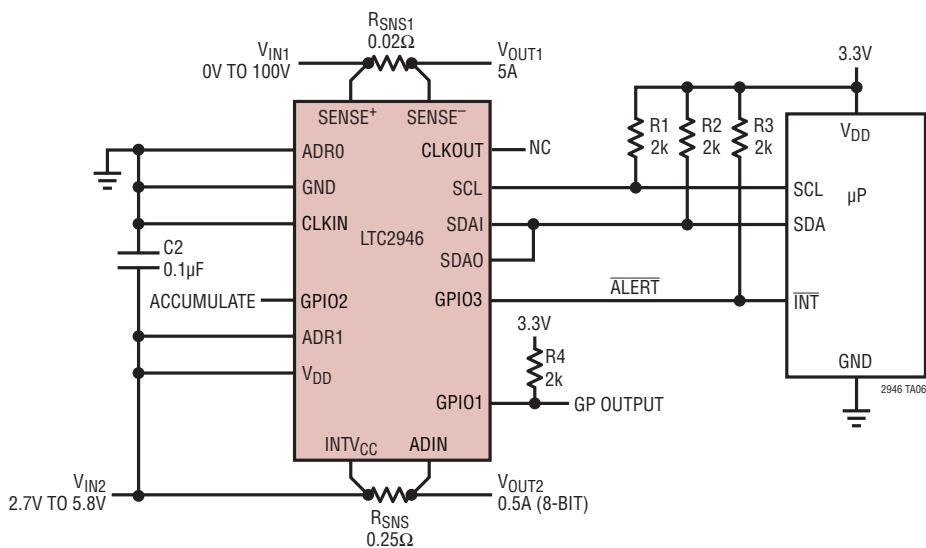 RSNS1
0.02Ω
VIN1
0V TO 100V
VOUT1
5A
3.3V
SENSE+
SENSE–
ADR0
GND
CLKIN
LTC2946
CLKOUT
NC
SCL
SDAI
SDAO
GPIO3
ALERT
R1
2k
R2
2k
R3
2k
VDD
SCL
µP
SDA
INT
GND
C2
0.1µF
ACCUMULATE
GPIO2
ADR1
VDD
3.3V
R4
2k
GPIO1
GP OUTPUT
2946 TA06
INTVCC
ADIN
VIN2
2.7V TO 5.8V
VOUT2
0.5A (8-BIT)
RSNS
0.25Ω